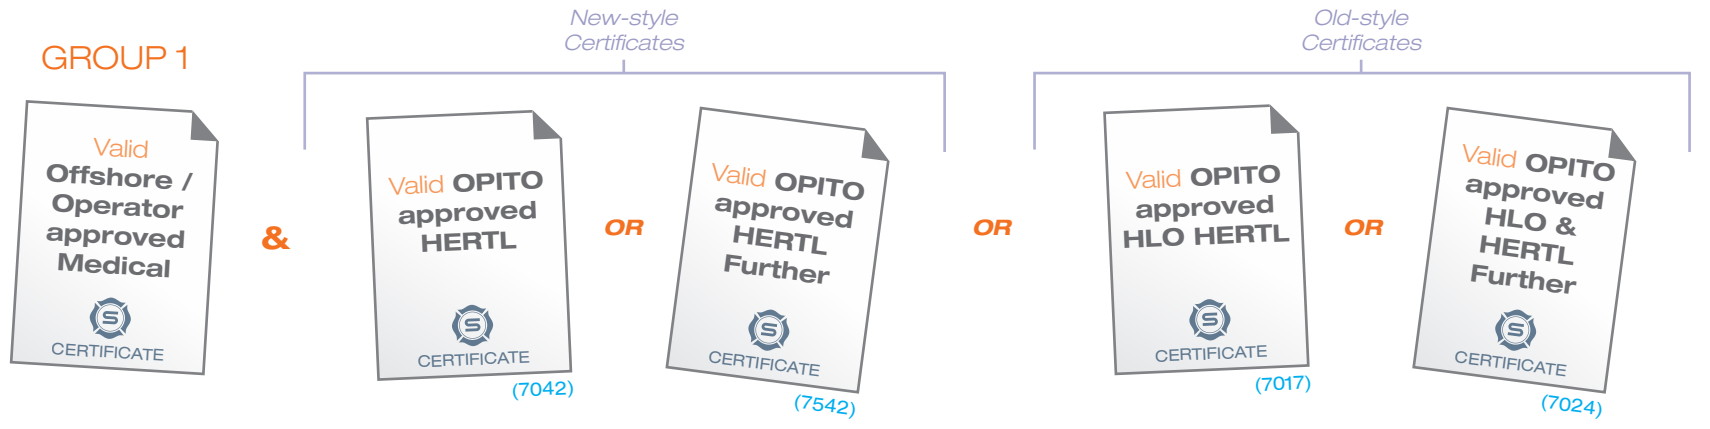 New-style
Certificates
Old-style
Certificates
GROUP 1
Valid
Offshore /
Operator
approved
Medical
S
CERTIFICATE
&
Valid OPITO
approved
HERTL
S
CERTIFICATE
(7042)
OR
Valid OPITO
approved
HERTL
Further
S
CERTIFICATE
(7542)
OR
Valid OPITO
approved
HLO HERTL
S
CERTIFICATE
(7017)
OR
Valid OPITO
approved
HLO &
HERTL
Further
S
CERTIFICATE
(7024)